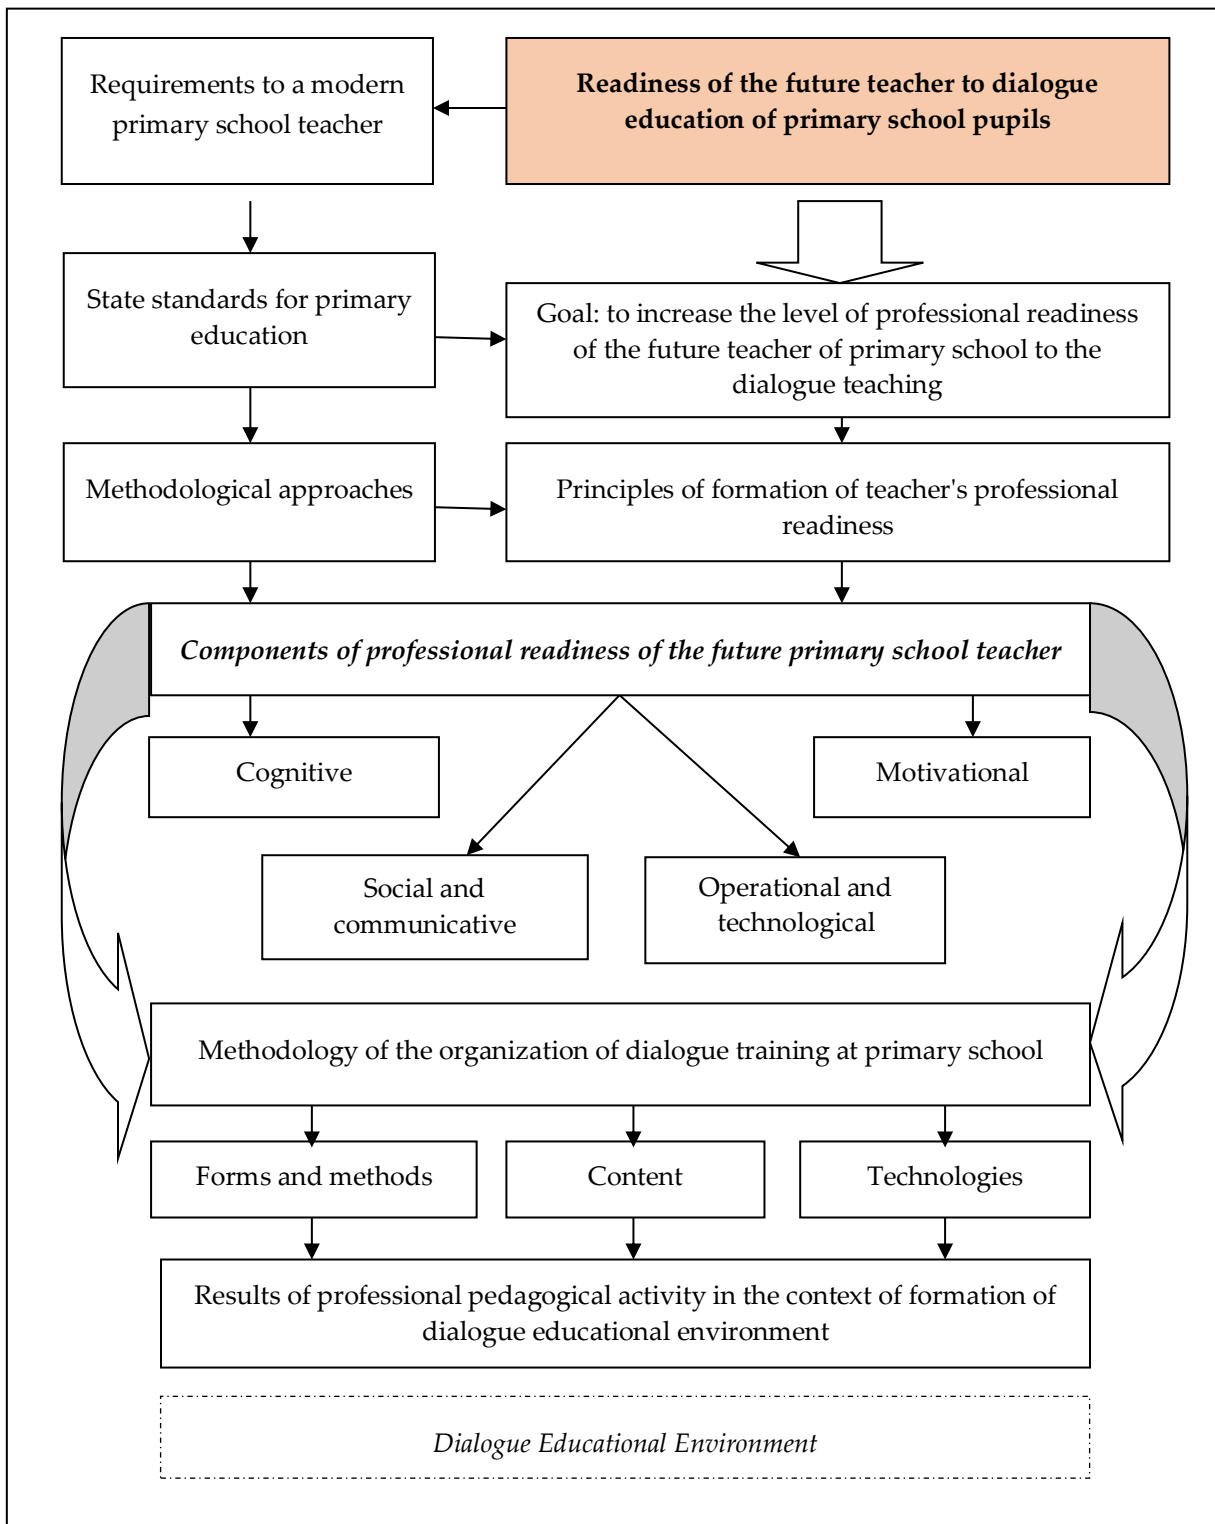 Requirements to a modern
primary school teacher
Readiness of the future teacher to dialogue
education of primary school pupils
State standards for primary
education
Goal: to increase the level of professional readiness
of the future teacher of primary school to the
dialogue teaching
Methodological approaches
Principles of formation of teacher's professional
readiness
Components of professional readiness of the future primary school teacher
Cognitive
Motivational
Social and
communicative
Operational and
technological
Methodology of the organization of dialogue training at primary school
Forms and methods
Content
Technologies
Results of professional pedagogical activity in the context of formation of
dialogue educational environment
Dialogue Educational Environment